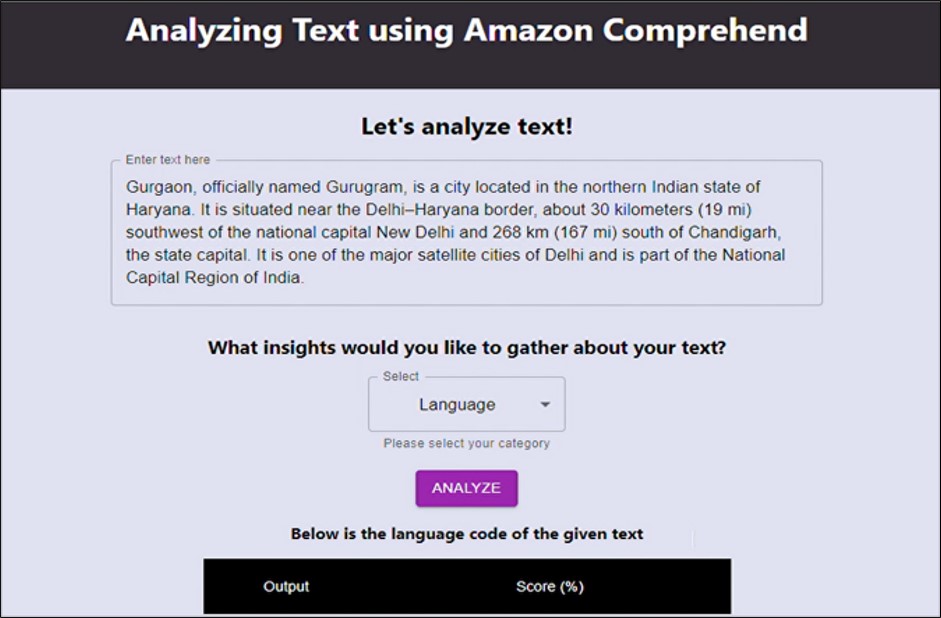 Analyzing Text using Amazon Comprehend
Let's analyze text!
Enter text here
Gurgaon, officially named Gurugram, is a city located in the northern Indian state of
Haryana. It is situated near the Delhi–Haryana border, about 30 kilometers (19 mi)
southwest of the national capital New Delhi and 268 km (167 mi) south of Chandigarh,
the state capital. It is one of the major satellite cities of Delhi and is part of the National
Capital Region of India.
What insights would you like to gather about your text?
Select
Language
Please select your category
ANALYZE
Below is the language code of the given text
Output Score (%)